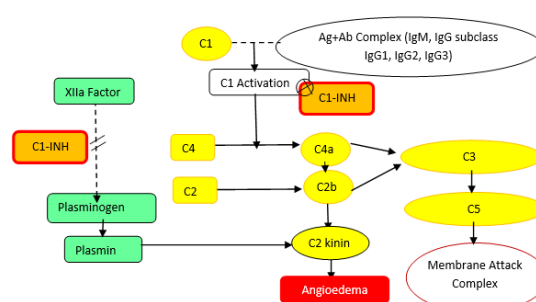 C1
Ag+Ab Complex (IgM, IgG subclass
IgG1, IgG2, IgG3)
C1 Activation
C1-INH
XIIa Factor
C1-INH
C4
C4a
C3
C2
C2b
Plasminogen
C5
Plasmin
C2 kinin
Membrane Attack
Complex
Angioedema